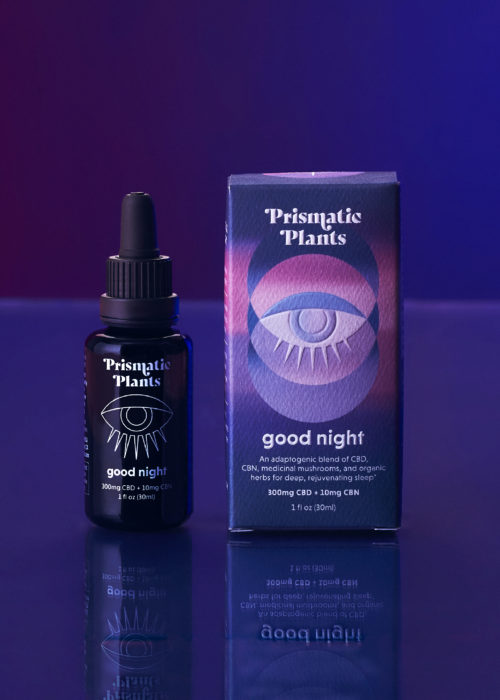 Prismatic
Plants
good night
300mg CBD + 10mg CBN
1 fl oz (30ml)
Prismatic
Plants
good night
An adaptogenic blend of CBD,
CBN, medicinal mushrooms, and organic
herbs for deep, rejuvenating sleep*
300mg CBD + 10mg CBN
1 fl oz (30ml)